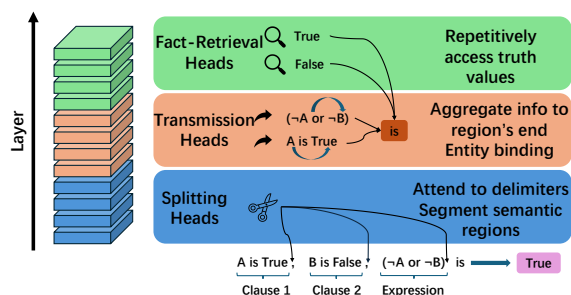 Layer
Fact-Retrieval
Heads
True
False
Repetitively
access truth
values
Transmission
Heads
(¬A or ¬B)
A is True
is
Aggregate info to
region's end
Entity binding
Splitting
Heads
Attend to delimiters
Segment semantic
regions
A is True , B is False , (¬A or ¬B) is True
Clause 1 Clause 2 Expression